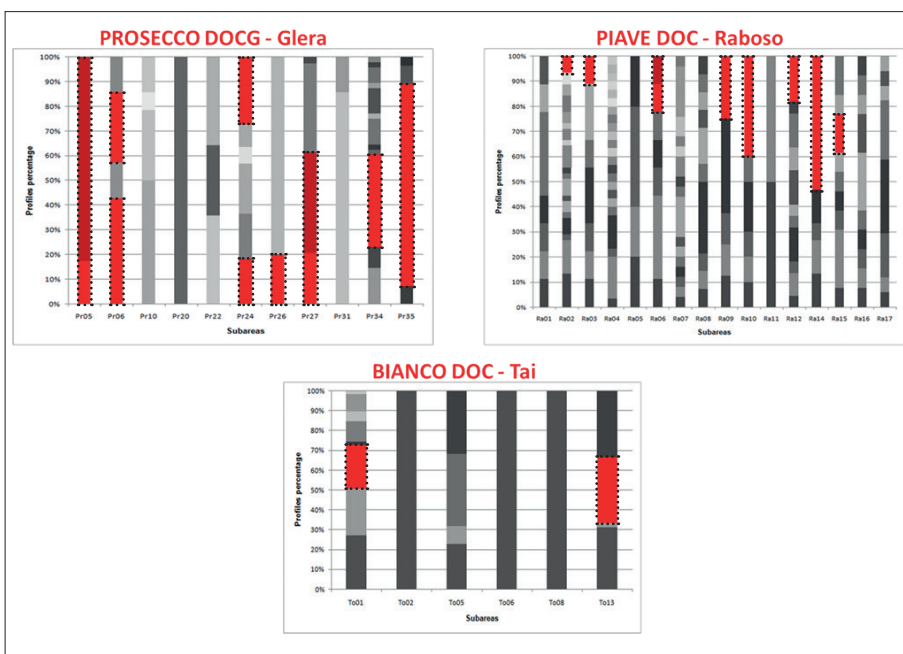 PROSECCO DOCG - Glera
Profiles percentage
100%
90%
80%
70%
60%
50%
40%
30%
20%
10%
0%
Pr05 Pr06 Pr10 Pr20 Pr22 Pr24 Pr26 Pr27 Pr31 Pr34 Pr35
Subareas
PIAVE DOC - Raboso
Profiles percentage
100%
90%
80%
70%
60%
50%
40%
30%
20%
10%
0%
Ra01 Ra02 Ra03 Ra04 Ra05 Ra06 Ra07 Ra08 Ra09 Ra10 Ra11 Ra12 Ra14 Ra15 Ra16 Ra17
Subareas
BIANCO DOC - Tai
Profiles percentage
100%
90%
80%
70%
60%
50%
40%
30%
20%
10%
0%
To01 To02 To05 To06 To08 To13
Subareas